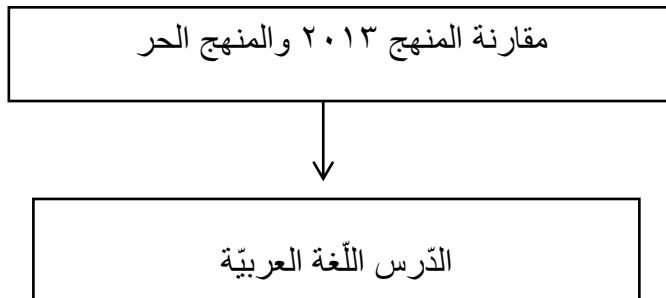 مقارنة المنهج ٢٠١٣ والمنهج الحر
الدّرس اللّغة العربيّة